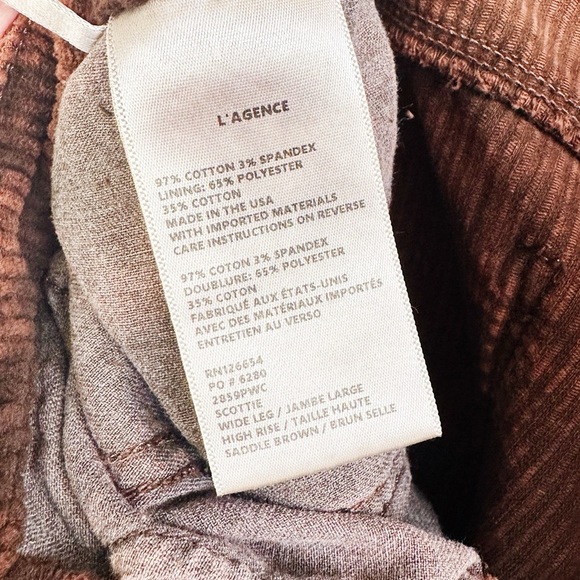 L'AGENCE
97% COTTON 3% SPANDEX
LINING: 65% POLYESTER
35% COTTON
MADE IN THE USA
WITH IMPORTED MATERIALS
CARE INSTRUCTIONS ON REVERSE
97% COTON 3% SPANDEX
DOUBLURE: 65% POLYESTER
35% COTON
FABRIQUÉ AUX ÉTATS-UNIS
AVEC DES MATÉRIAUX IMPORTÉS
ENTRETIEN AU VERSO
RN126654
PO # 6280
2859PWC
SCOTTIE
WIDE LEG / JAMBE LARGE
HIGH RISE / TAILLE HAUTE
SADDLE BROWN / BRUN SELLE